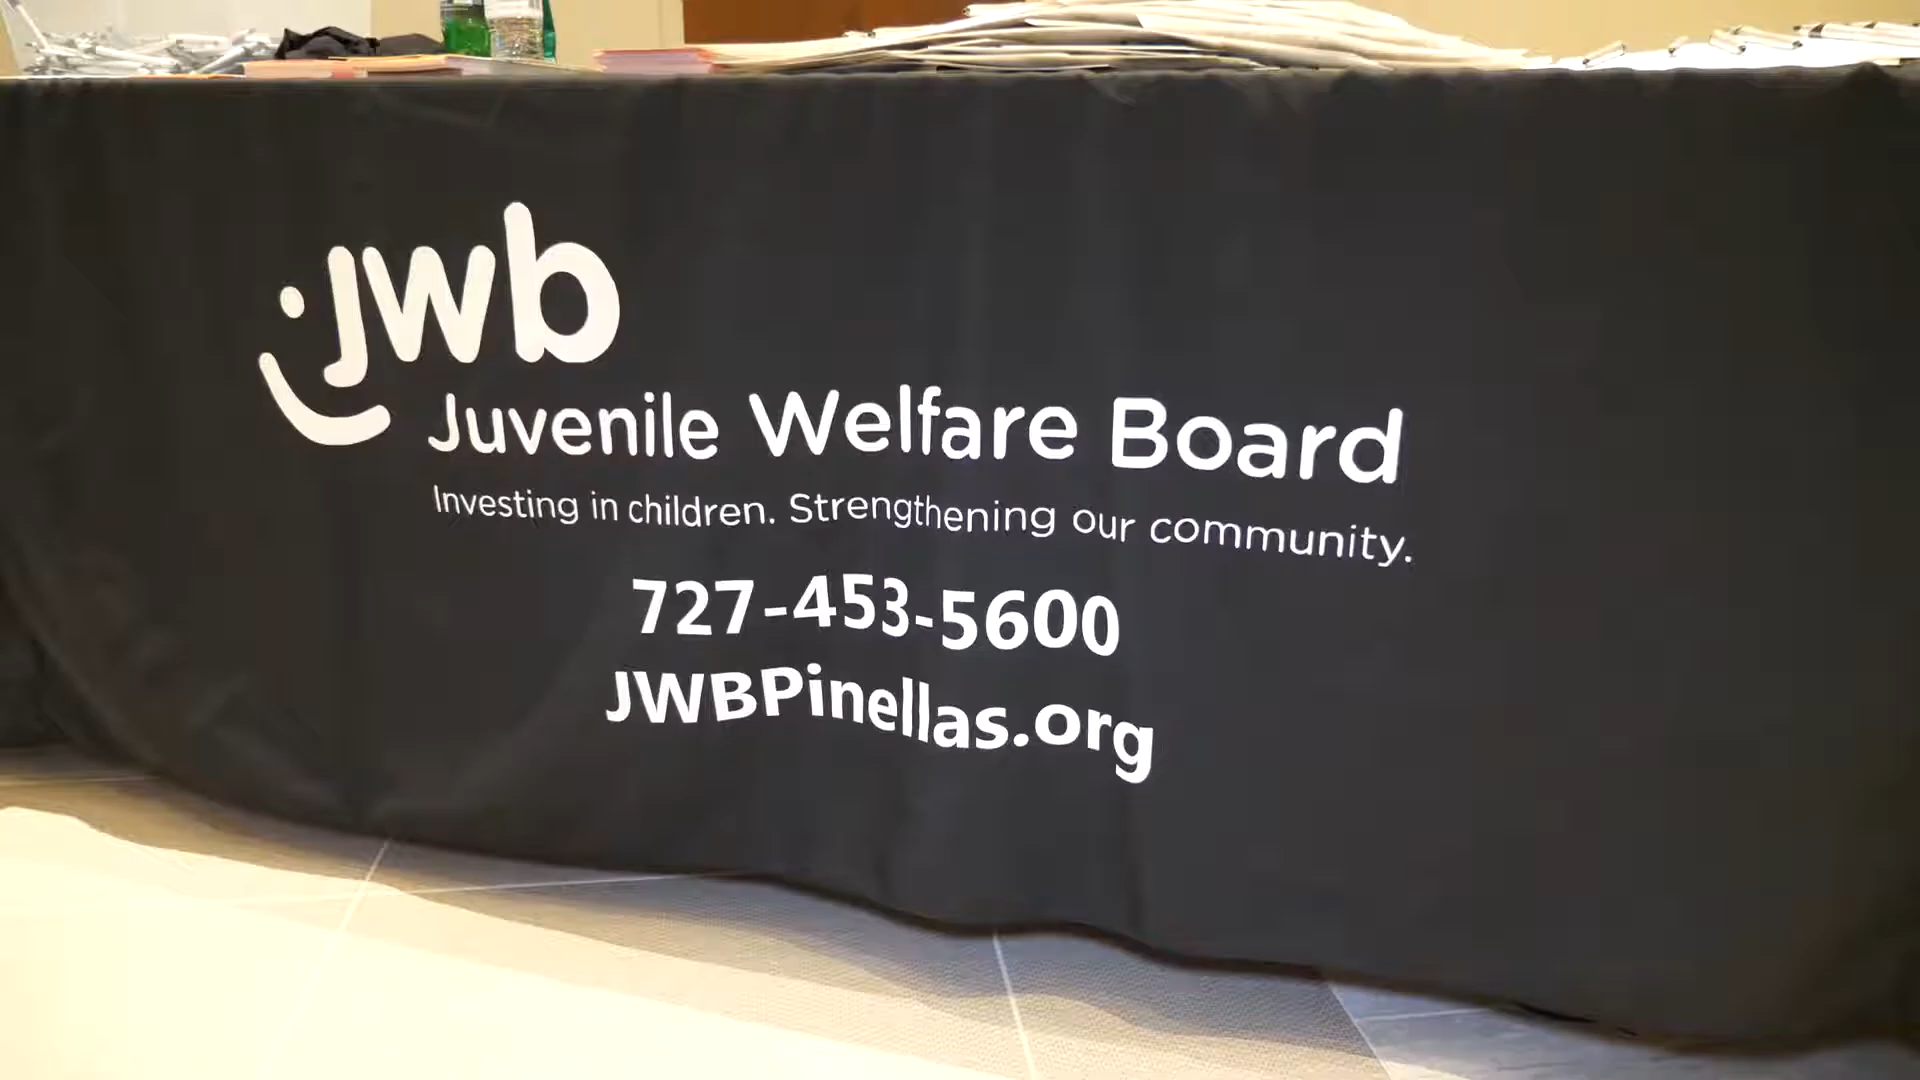 jwb
Juvenile Welfare Board
Investing in children. Strengthening our community.
727-453-5600
JWBPinellas.org